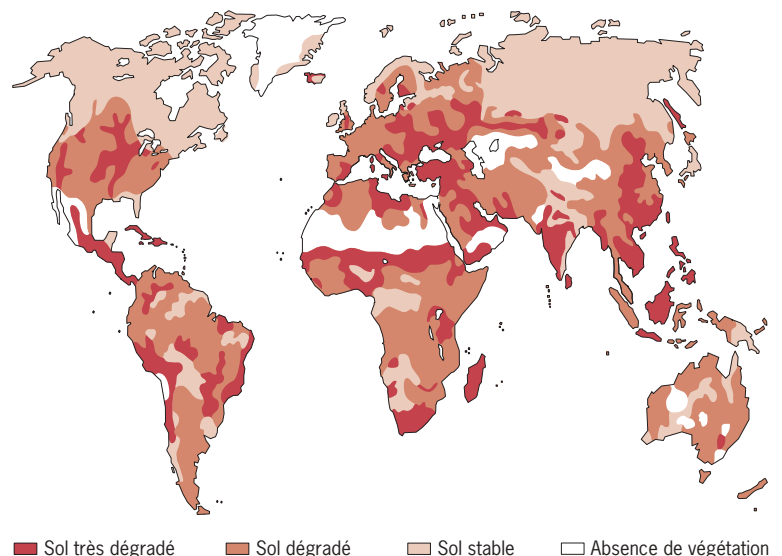 Sol très dégradé
Sol dégradé
Sol stable
Absence de végétation